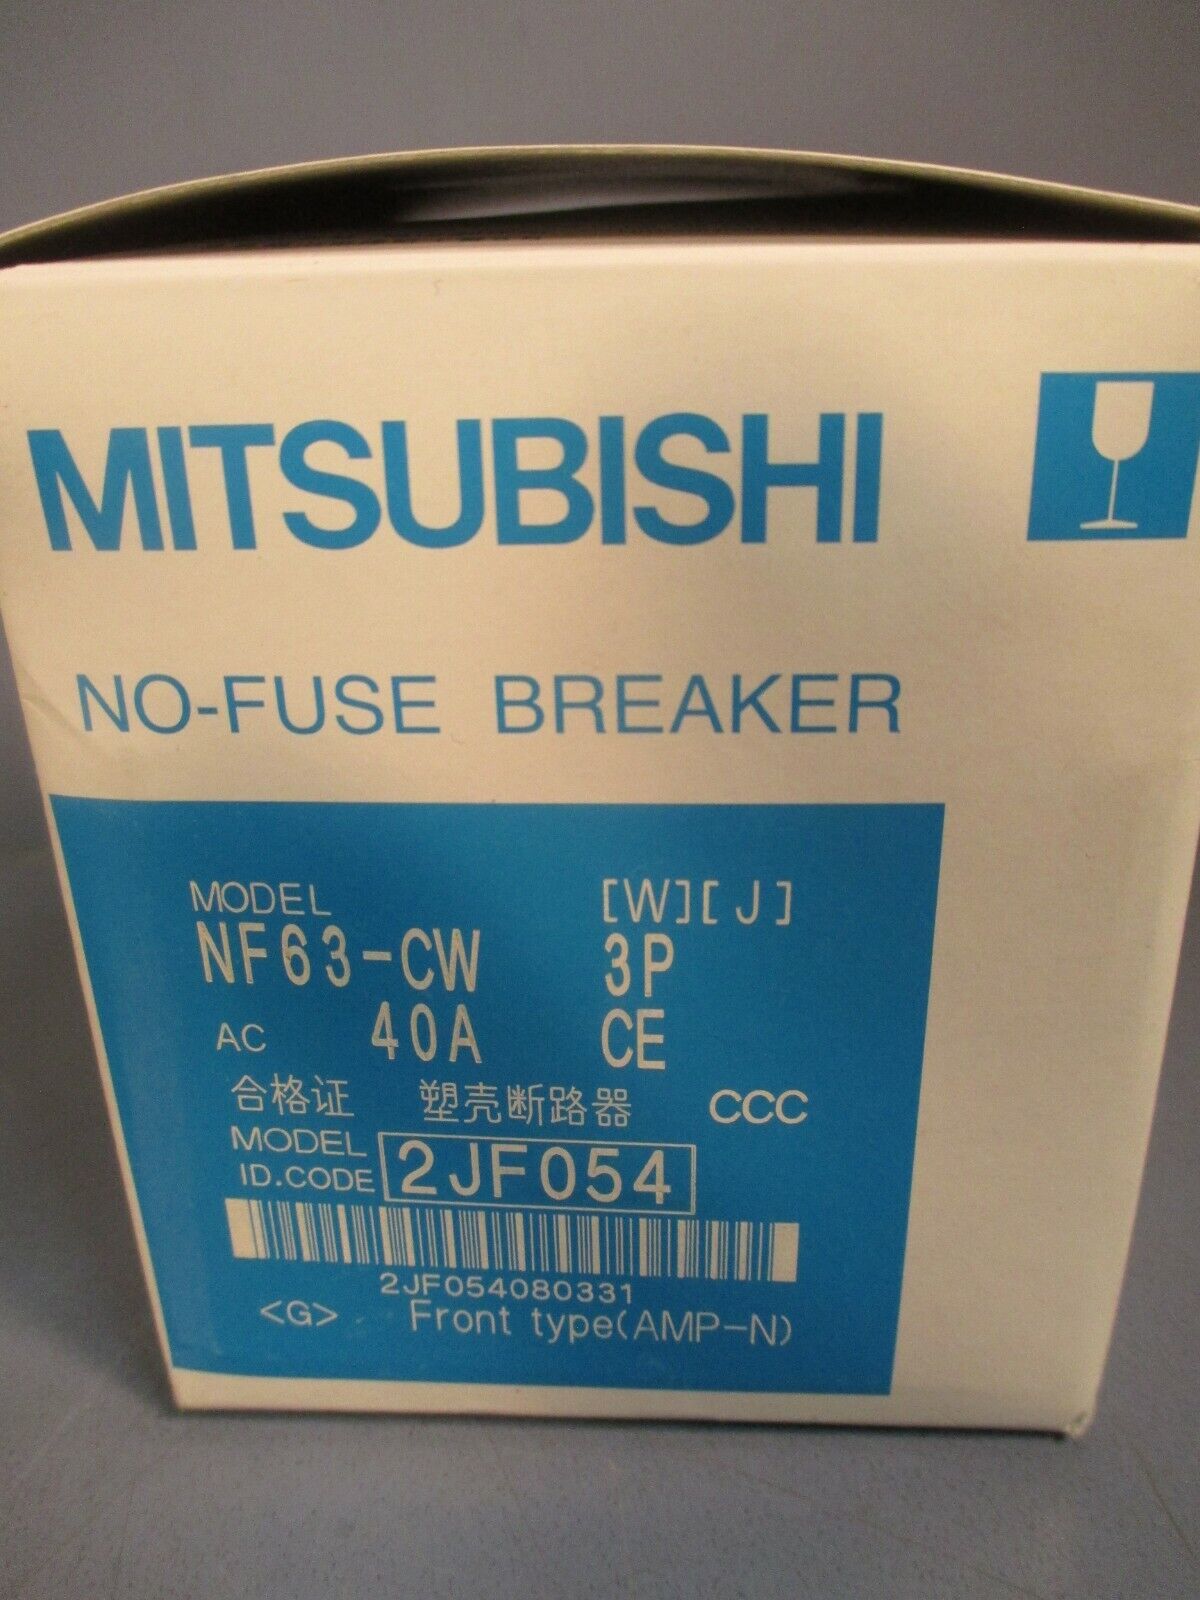 MITSUBISHI
NO-FUSE BREAKER
MODEL [W][J]
NF63-CW 3P
AC 40A CE
合格证 塑壳断路器 CCC
MODEL
ID.CODE 2JF054
2JF054080331
<G> Front type(AMP-N)